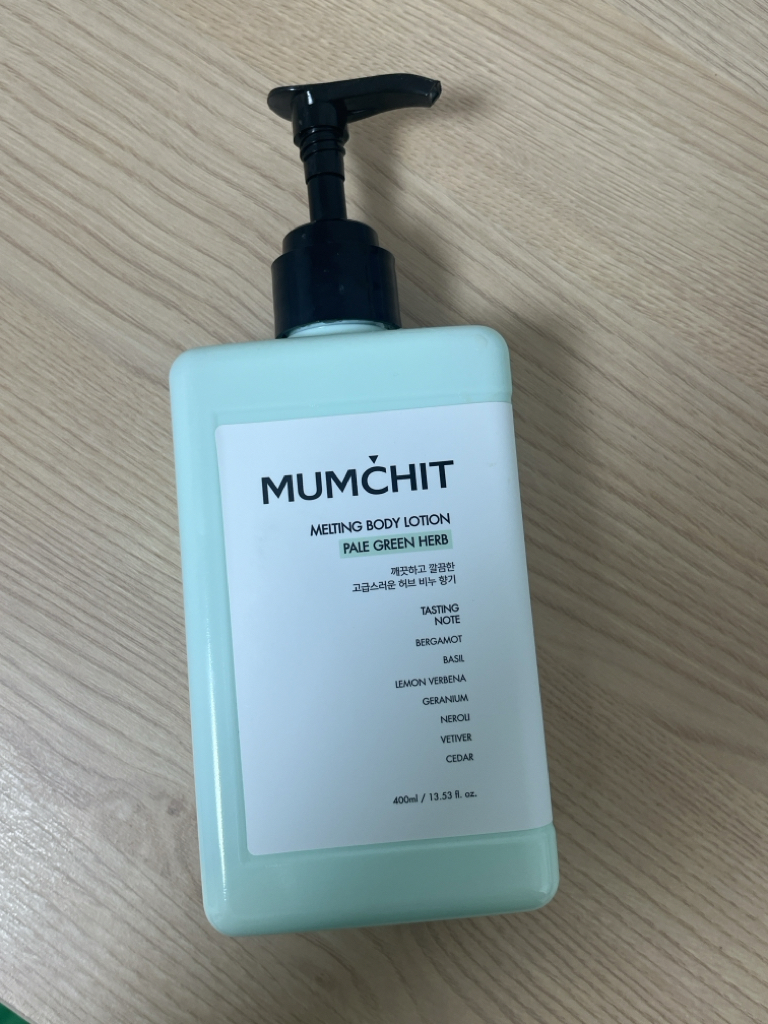 MUMCHIT
MELTING BODY LOTION
PALE GREEN HERB
깨끗하고 깔끔한
고급스러운 허브 비누 향기
TASTING
NOTE
BERGAMOT
BASIL
LEMON VERBENA
GERANIUM
NEROLI
VETIVER
CEDAR
400ml / 13.53 fl. oz.